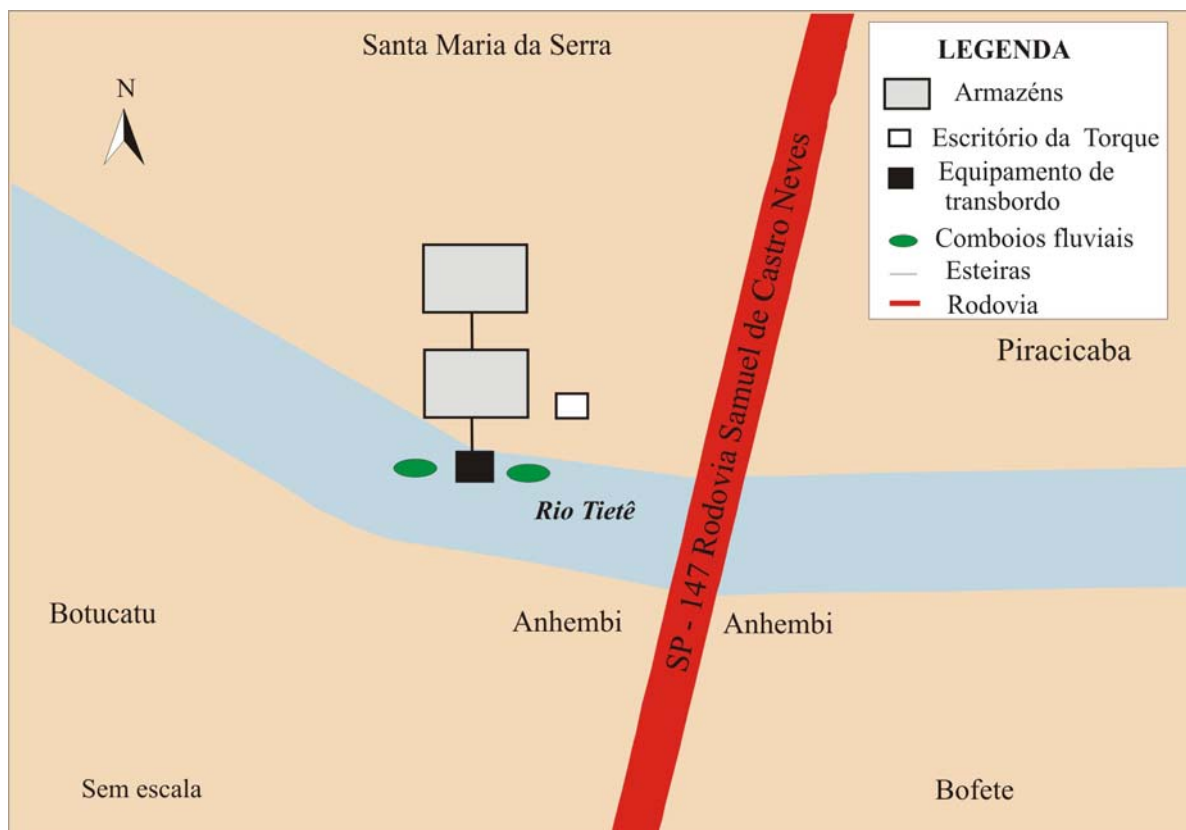 Santa Maria da Serra
N
LEGENDA
Armazéns
Escritório da Torque
Equipamento de
transbordo
Comboios fluviais
Esteiras
Rodovia
SP - 147 Rodovia Samuel de Castro Neves
Piracicaba
Rio Tietê
Botucatu
Anhembi
Anhembi
Sem escala
Bofete